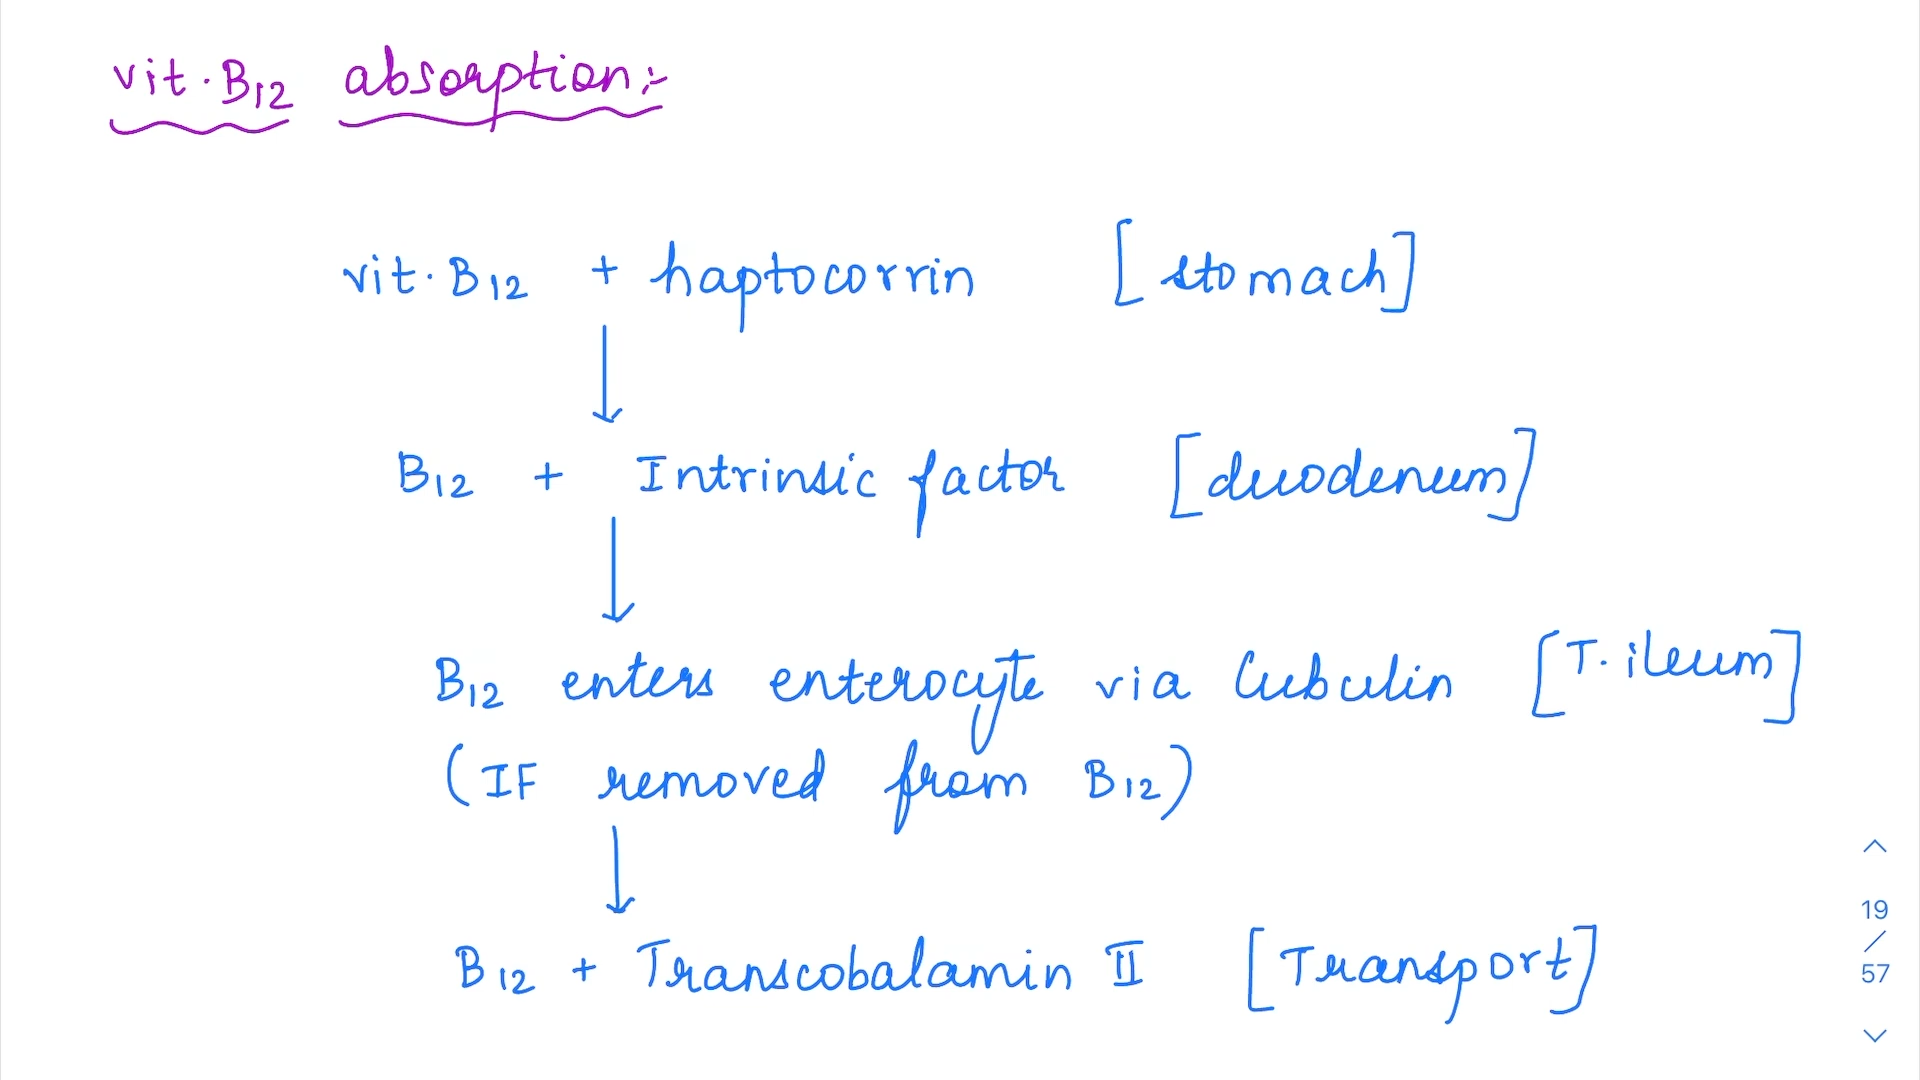 vit. B12 absorption:-
vit. B12 + haptocorrin [stomach]
B12 + Intrinsic factor [duodenum]
B12 enters enterocyte via Cubulin [T. ileum]
(IF removed from B12)
B12 + Transcobalamin II [Transport]
19
/
57